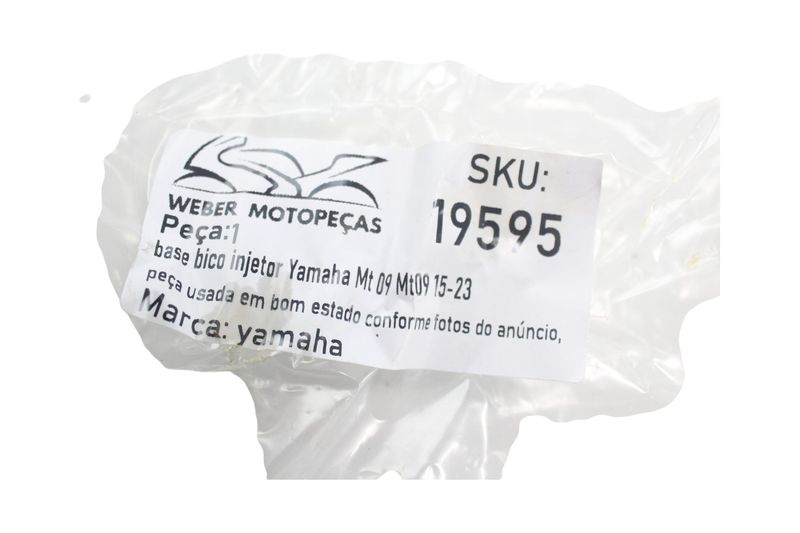 WEBER MOTOPEÇAS
SKU:
19595
Peça:1
base bico injetor Yamaha Mt 09 Mt09 15-23
peça usada em bom estado conforme fotos do anúncio,
Marca: yamaha